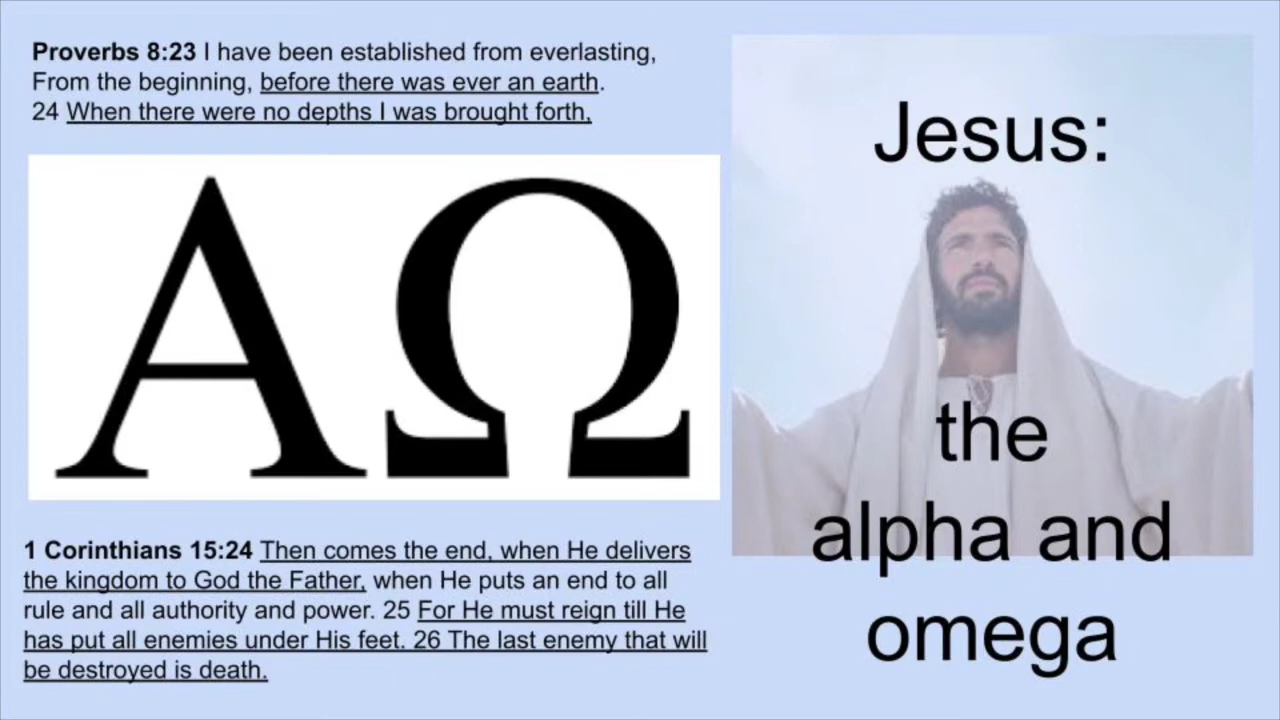 Proverbs 8:23 I have been established from everlasting,
From the beginning, before there was ever an earth.
24 When there were no depths I was brought forth,
ΑΩ
1 Corinthians 15:24 Then comes the end, when He delivers
the kingdom to God the Father, when He puts an end to all
rule and all authority and power. 25 For He must reign till He
has put all enemies under His feet. 26 The last enemy that will
be destroyed is death.
Jesus:
the
alpha and
omega